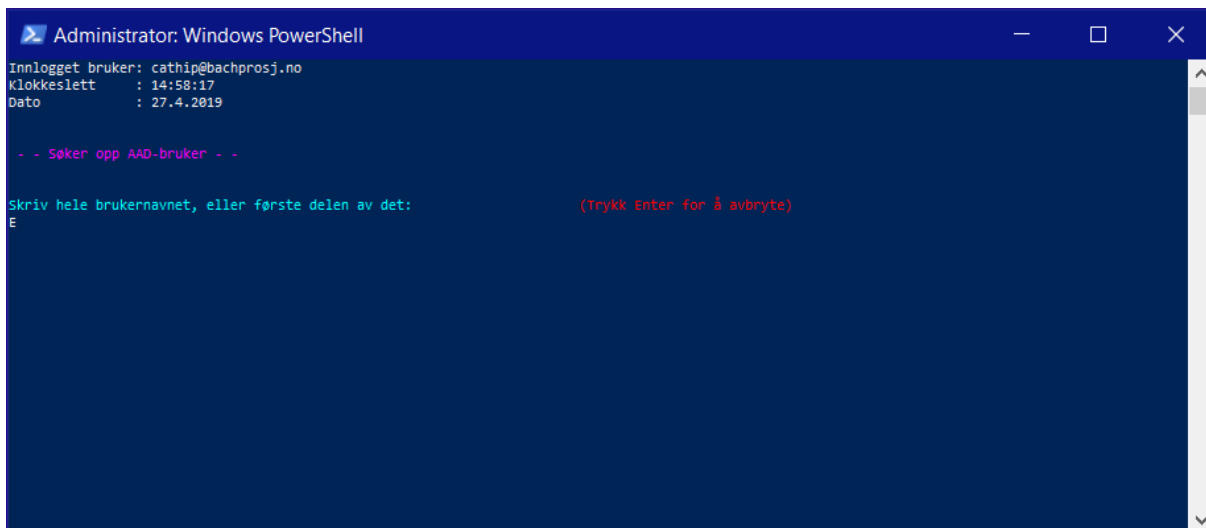 Administrator: Windows PowerShell
Innlogget bruker: cathip@bachprosj.no
Klokkeslett : 14:58:17
Dato : 27.4.2019
- - Søker opp AAD-bruker - -
Skriv hele brukernavnet, eller første delen av det: (Trykk Enter for å avbryte)
E